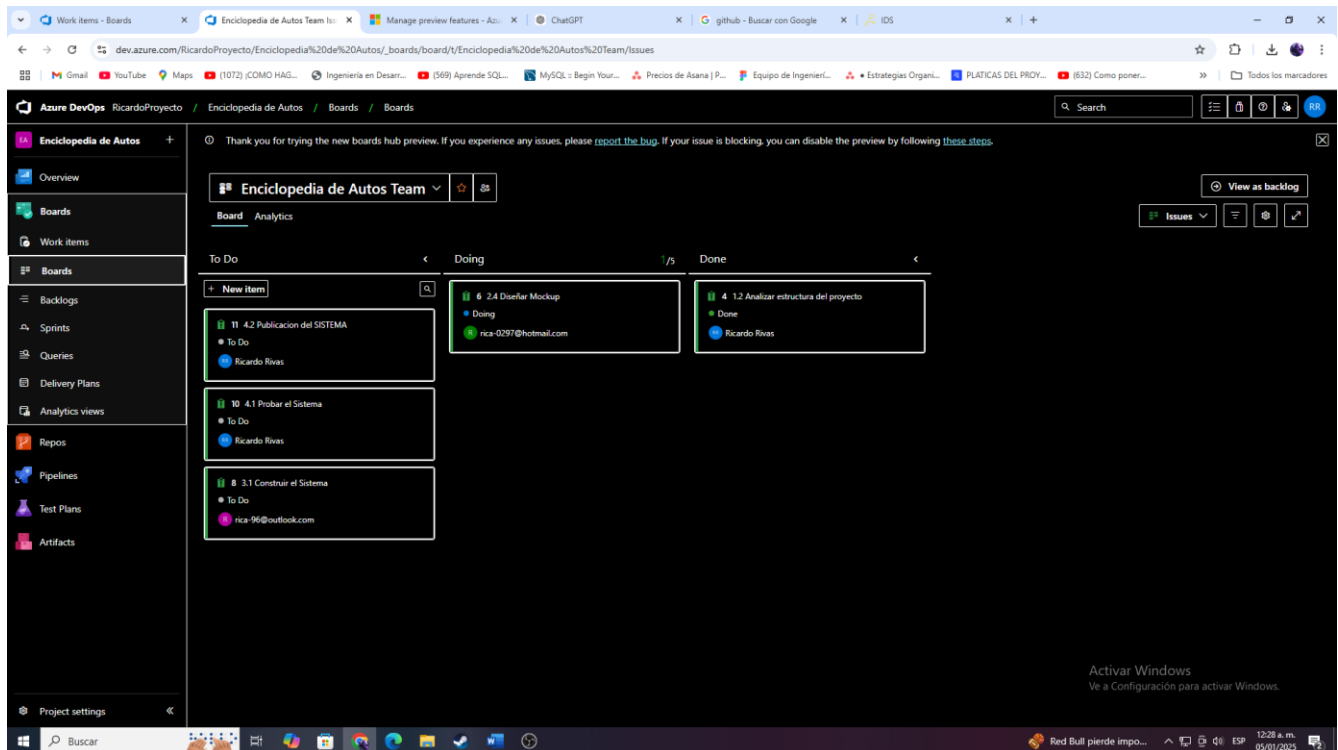 Work items - Boards
Enciclopedia de Autos Team Iss
Manage preview features - Azu
ChatGPT
github - Buscar con Google
IDS
dev.azure.com/RicardoProyecto/Enciclopedia%20de%20Autos/_boards/board/t/Enciclopedia%20de%20Autos%20Team/Issues
Gmail
YouTube
Maps
(1072) ¡COMO HAG...
Ingeniería en Desarr...
(569) Aprende SQL...
MySQL :: Begin Your...
Precios de Asana | P...
Equipo de Ingenierí...
• Estrategias Organi...
PLATICAS DEL PROY...
(632) Como poner...
»
Todos los marcadores
Azure DevOps RicardoProyecto / Enciclopedia de Autos / Boards / Boards
Search
RR
EA Enciclopedia de Autos +
Thank you for trying the new boards hub preview. If you experience any issues, please report the bug. If your issue is blocking, you can disable the preview by following these steps.
Overview
Boards
Work items
Boards
Backlogs
Sprints
Queries
Delivery Plans
Analytics views
Repos
Pipelines
Test Plans
Artifacts
Project settings
Enciclopedia de Autos Team
View as backlog
Board Analytics
Issues
To Do
+ New item
11 4.2 Publicacion del SISTEMA
To Do
RR Ricardo Rivas
10 4.1 Probar el Sistema
To Do
RR Ricardo Rivas
8 3.1 Construir el Sistema
To Do
R rica-96@outlook.com
Doing 1/5
6 2.4 Diseñar Mockup
Doing
R rica-0297@hotmail.com
Done
4 1.2 Analizar estructura del proyecto
Done
RR Ricardo Rivas
Activar Windows
Ve a Configuración para activar Windows.
Buscar
Red Bull pierde impo...
ESP
12:28 a. m.
05/01/2025